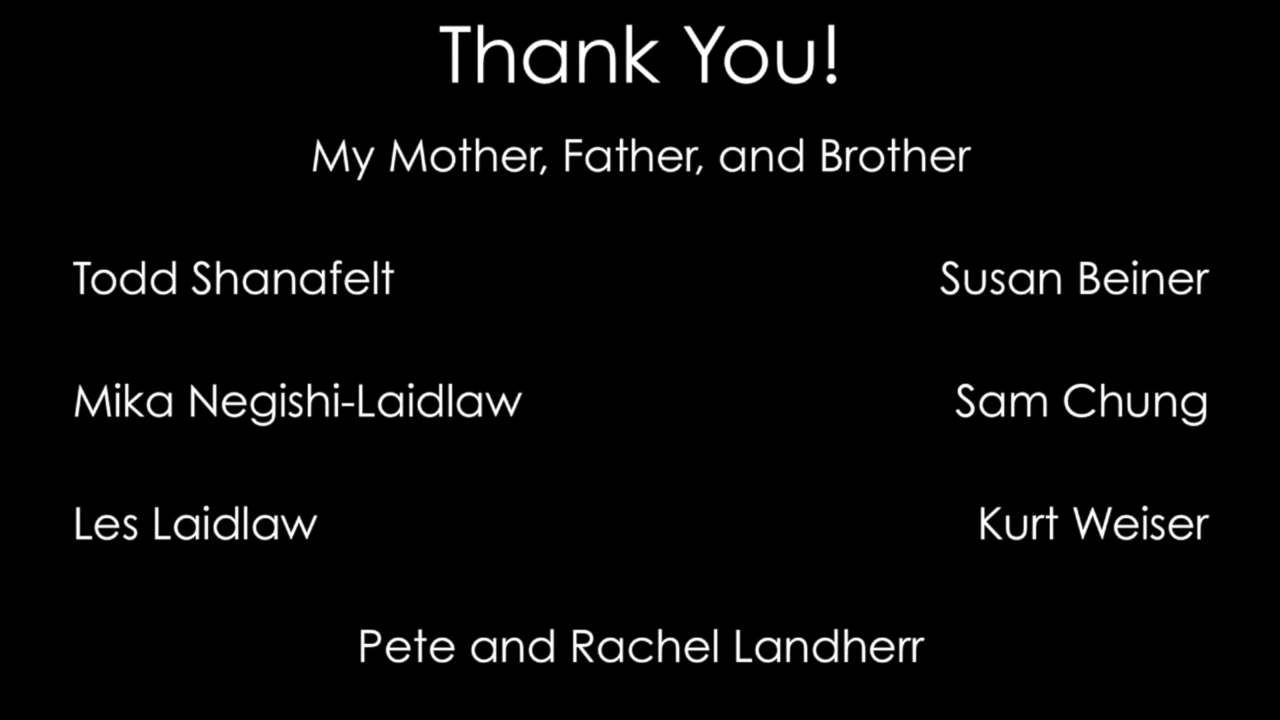 Thank You!
My Mother, Father, and Brother
Todd Shanafelt
Susan Beiner
Mika Negishi-Laidlaw
Sam Chung
Les Laidlaw
Kurt Weiser
Pete and Rachel Landherr